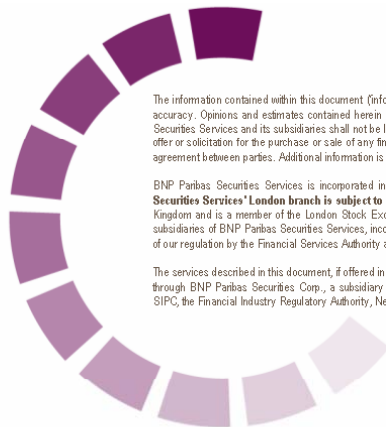 The information contained within this document ('info
accuracy. Opinions and estimates contained herein
Securities Services and its subsidiaries shall not be l
offer or solicitation for the purchase or sale of any fin
agreement between parties. Additional information is
BNP Paribas Securities Services is incorporated in
Securities Services' London branch is subject to
Kingdom and is a member of the London Stock Exc
subsidiaries of BNP Paribas Securities Services, inco
of our regulation by the Financial Services Authority a
The services described in this document, if offered in
through BNP Paribas Securities Corp., a subsidiary
SIPC, the Financial Industry Regulatory Authority, Ne